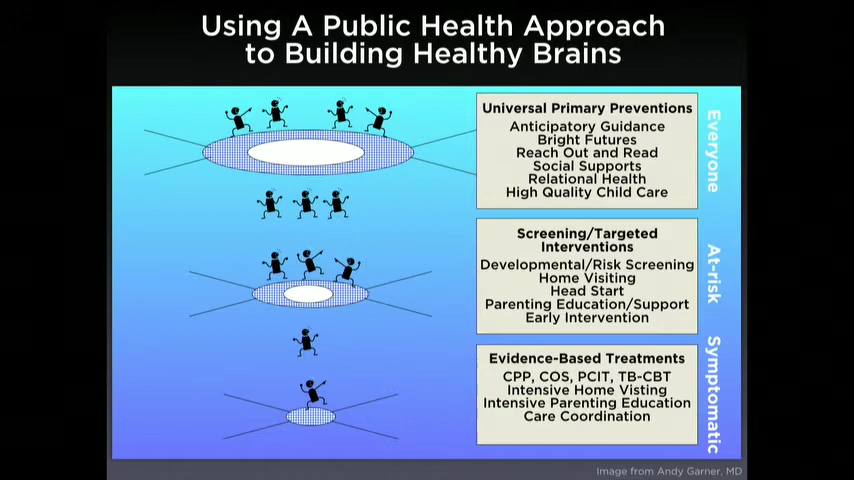 Using A Public Health Approach
to Building Healthy Brains
Universal Primary Preventions
Anticipatory Guidance
Bright Futures
Reach Out and Read
Social Supports
Relational Health
High Quality Child Care
Everyone
Screening/Targeted
Interventions
Developmental/Risk Screening
Home Visiting
Head Start
Parenting Education/Support
Early Intervention
At-risk
Evidence-Based Treatments
CPP, COS, PCIT, TB-CBT
Intensive Home Visting
Intensive Parenting Education
Care Coordination
Symptomatic
Image from Andy Garner, MD